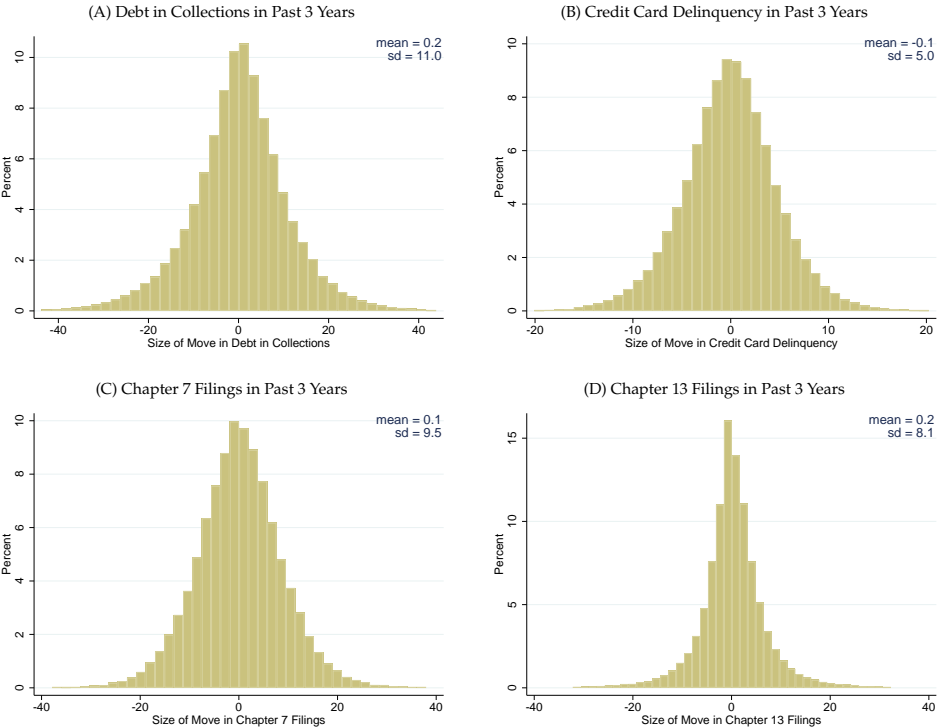 (A) Debt in Collections in Past 3 Years
mean = 0.2
sd = 11.0
Percent
10
8
6
4
2
0
-40 -20 0 20 40
Size of Move in Debt in Collections
(B) Credit Card Delinquency in Past 3 Years
mean = -0.1
sd = 5.0
Percent
10
8
6
4
2
0
-20 -10 0 10 20
Size of Move in Credit Card Delinquency
(C) Chapter 7 Filings in Past 3 Years
mean = 0.1
sd = 9.5
Percent
10
8
6
4
2
0
-40 -20 0 20 40
Size of Move in Chapter 7 Filings
(D) Chapter 13 Filings in Past 3 Years
mean = 0.2
sd = 8.1
Percent
15
10
5
0
-40 -20 0 20 40
Size of Move in Chapter 13 Filings